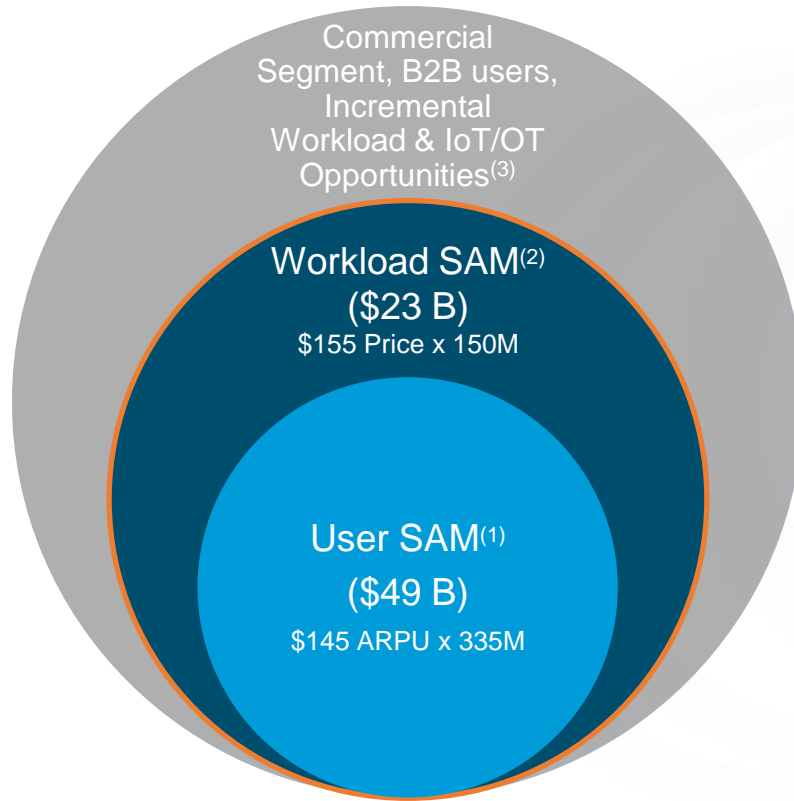 Commercial
Segment, B2B users,
Incremental
Workload & IoT/OT
Opportunities(3)
Workload SAM(2)
($23 B)
$155 Price x 150M
User SAM(1)
($49 B)
$145 ARPU x 335M